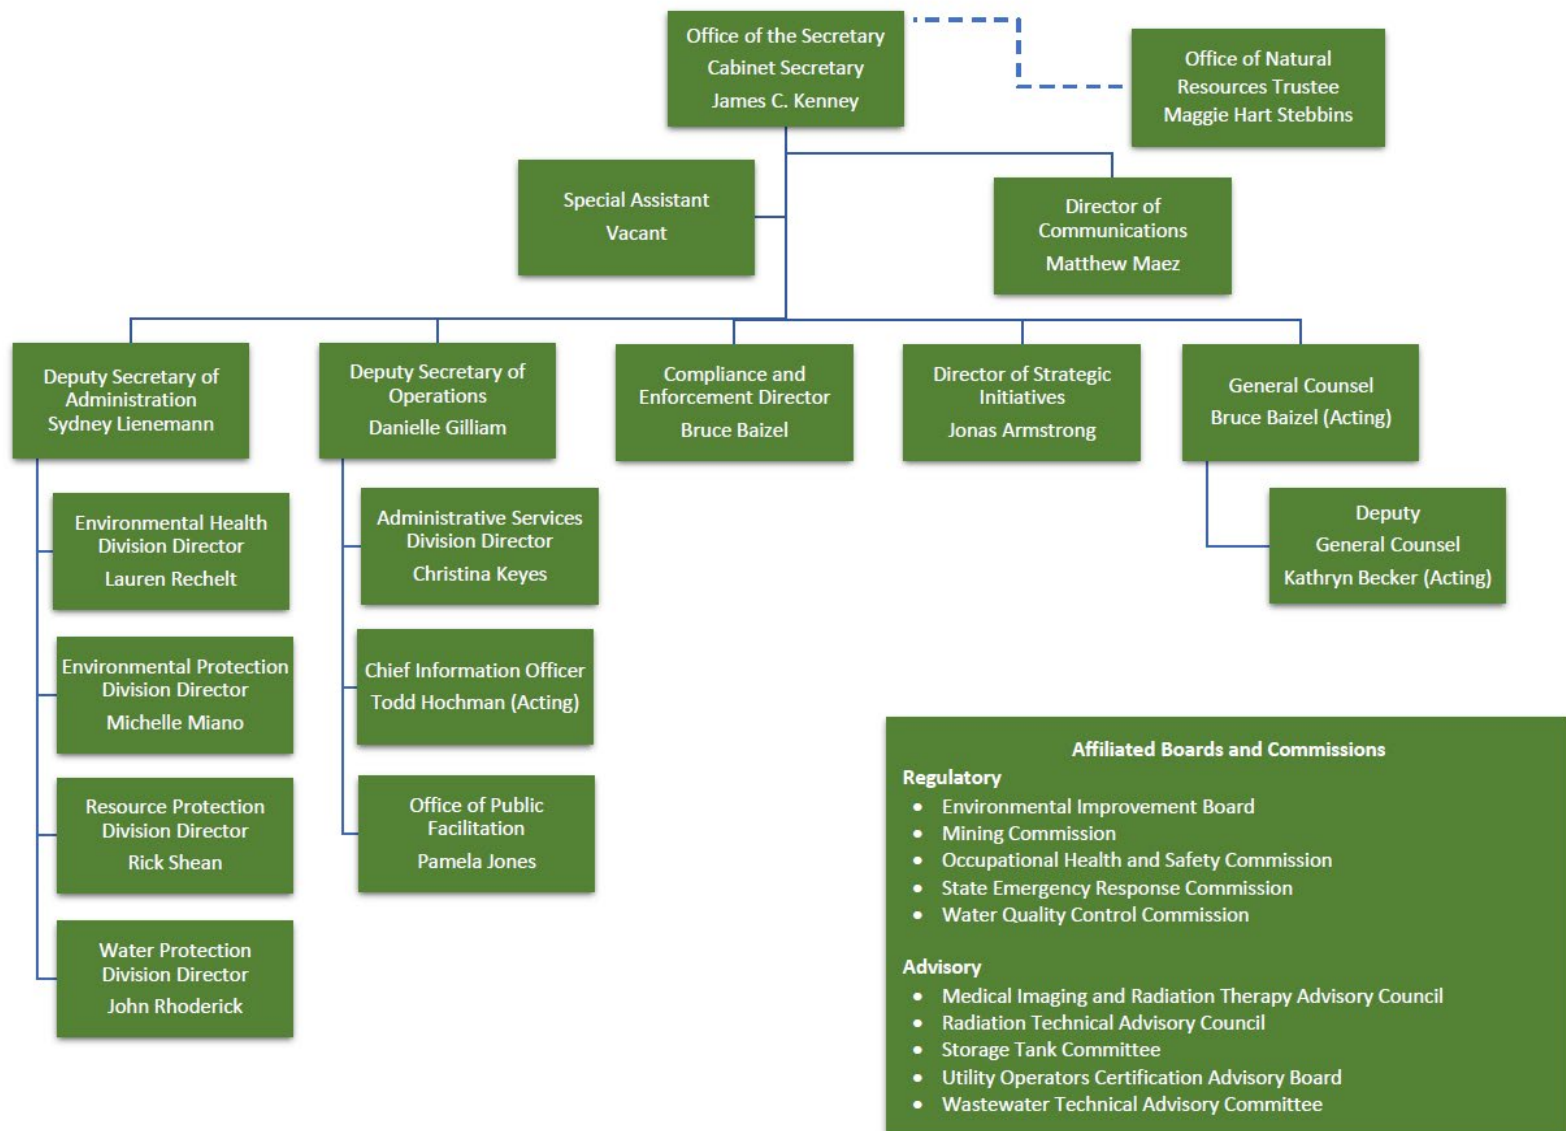 Office of the Secretary
Cabinet Secretary
James C. Kenney
Office of Natural
Resources Trustee
Maggie Hart Stebbins
Special Assistant
Vacant
Director of
Communications
Matthew Maez
Deputy Secretary of
Administration
Sydney Lienemann
Deputy Secretary of
Operations
Danielle Gilliam
Compliance and
Enforcement Director
Bruce Baizel
Director of Strategic
Initiatives
Jonas Armstrong
General Counsel
Bruce Baizel (Acting)
Environmental Health
Division Director
Lauren Rechelt
Administrative Services
Division Director
Christina Keyes
Deputy
General Counsel
Kathryn Becker (Acting)
Environmental Protection
Division Director
Michelle Miano
Chief Information Officer
Todd Hochman (Acting)
Resource Protection
Division Director
Rick Shean
Office of Public
Facilitation
Pamela Jones
Water Protection
Division Director
John Rhoderick
Affiliated Boards and Commissions
Regulatory
• Environmental Improvement Board
• Mining Commission
• Occupational Health and Safety Commission
• State Emergency Response Commission
• Water Quality Control Commission
Advisory
• Medical Imaging and Radiation Therapy Advisory Council
• Radiation Technical Advisory Council
• Storage Tank Committee
• Utility Operators Certification Advisory Board
• Wastewater Technical Advisory Committee